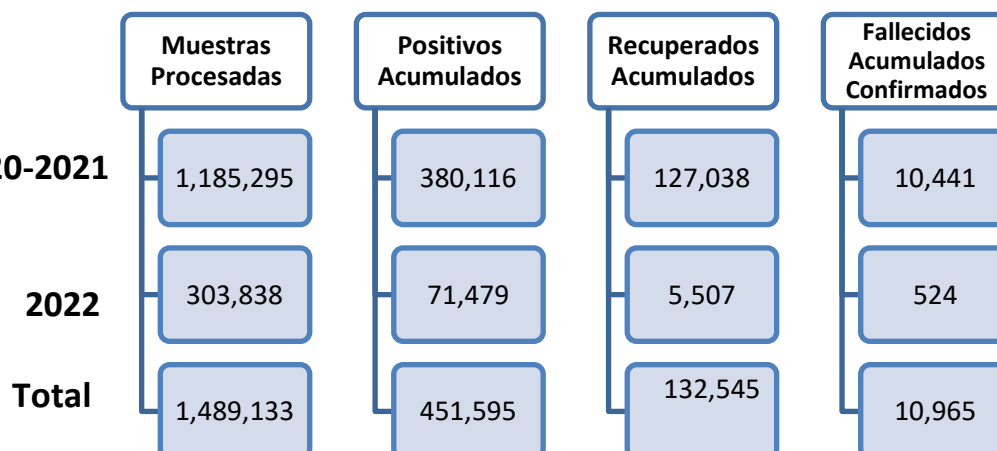 Muestras
Procesadas
Positivos
Acumulados
Recuperados
Acumulados
Fallecidos
Acumulados
Confirmados
20-2021
1,185,295
380,116
127,038
10,441
2022
303,838
71,479
5,507
524
Total
1,489,133
451,595
132,545
10,965